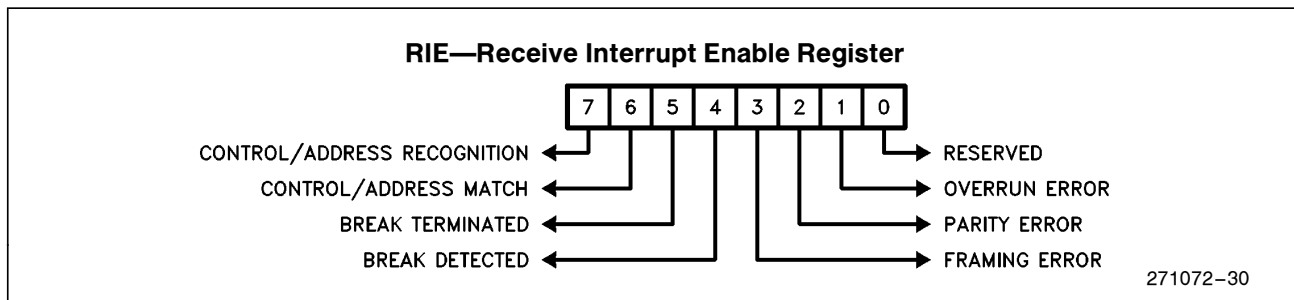 RIE—Receive Interrupt Enable Register
7 6 5 4 3 2 1 0
CONTROL/ADDRESS RECOGNITION
RESERVED
CONTROL/ADDRESS MATCH
OVERRUN ERROR
BREAK TERMINATED
PARITY ERROR
BREAK DETECTED
FRAMING ERROR
271072–30